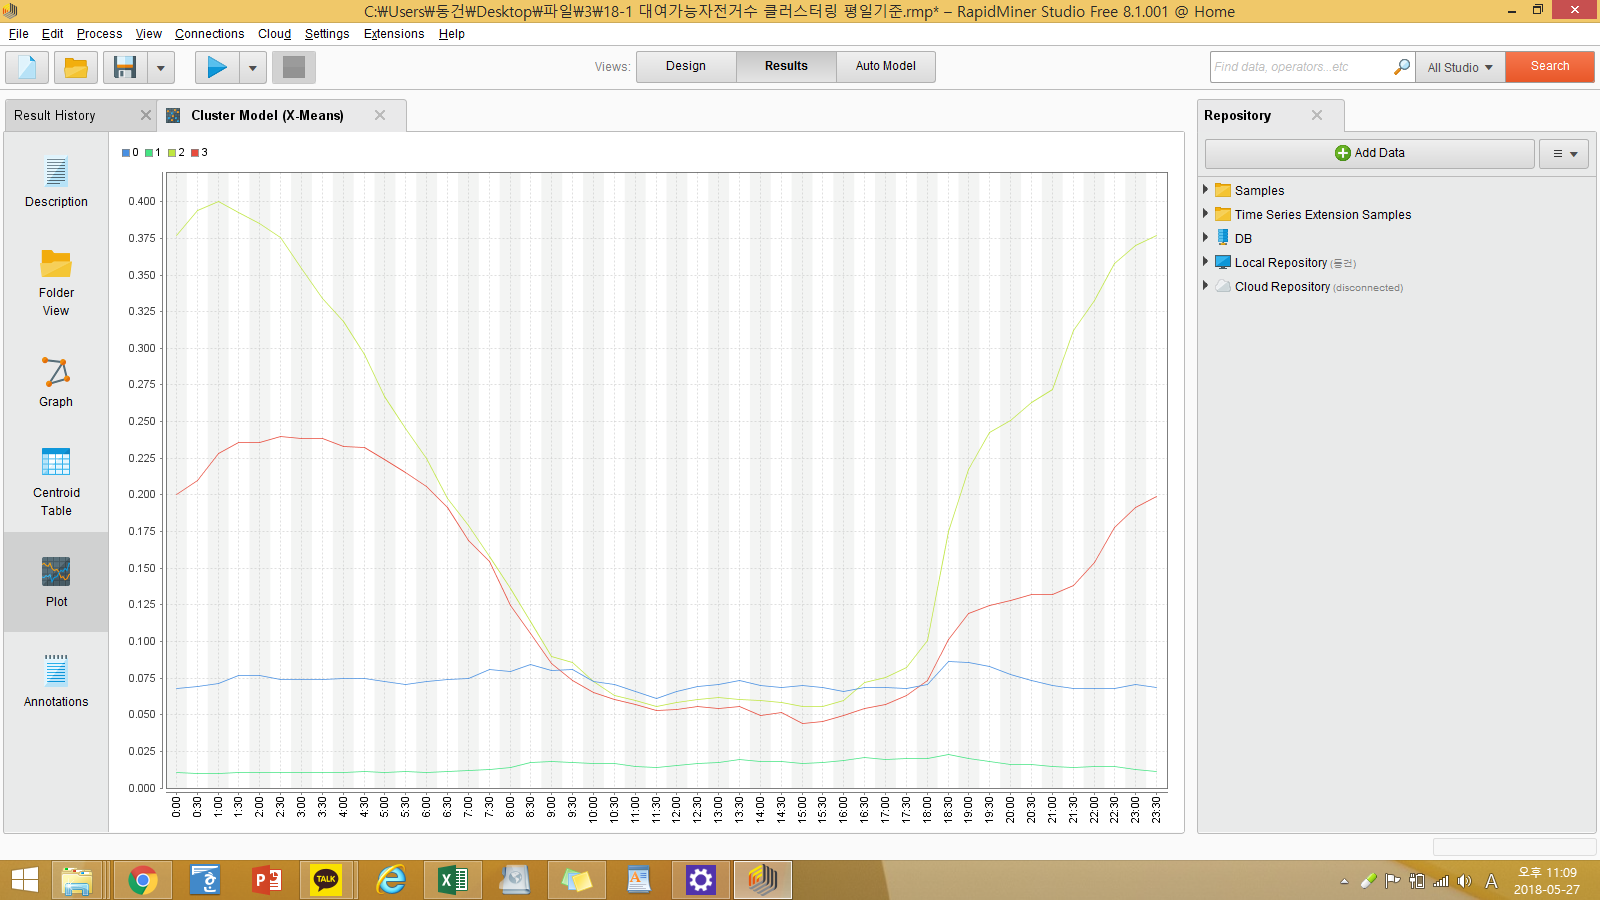 C:₩Users₩동건₩Desktop₩파일₩3₩18-1 대여가능자전거수 클러스터링 평일기준.rmp* – RapidMiner Studio Free 8.1.001 @ Home
File Edit Process View Connections Cloud Settings Extensions Help
Views: Design Results Auto Model
Find data, operators...etc All Studio Search
Result History
Cluster Model (X-Means)
Description
Folder
View
Graph
Centroid
Table
Plot
Annotations
0 1 2 3
0.400
0.375
0.350
0.325
0.300
0.275
0.250
0.225
0.200
0.175
0.150
0.125
0.100
0.075
0.050
0.025
0.000
0:00 0:30 1:00 1:30 2:00 2:30 3:00 3:30 4:00 4:30 5:00 5:30 6:00 6:30 7:00 7:30 8:00 8:30 9:00 9:30 10:00 10:30 11:00 11:30 12:00 12:30 13:00 13:30 14:00 14:30 15:00 15:30 16:00 16:30 17:00 17:30 18:00 18:30 19:00 19:30 20:00 20:30 21:00 21:30 22:00 22:30 23:00 23:30
Repository
Add Data
Samples
Time Series Extension Samples
DB
Local Repository (동건)
Cloud Repository (disconnected)
TALK
A
오후 11:09
2018-05-27